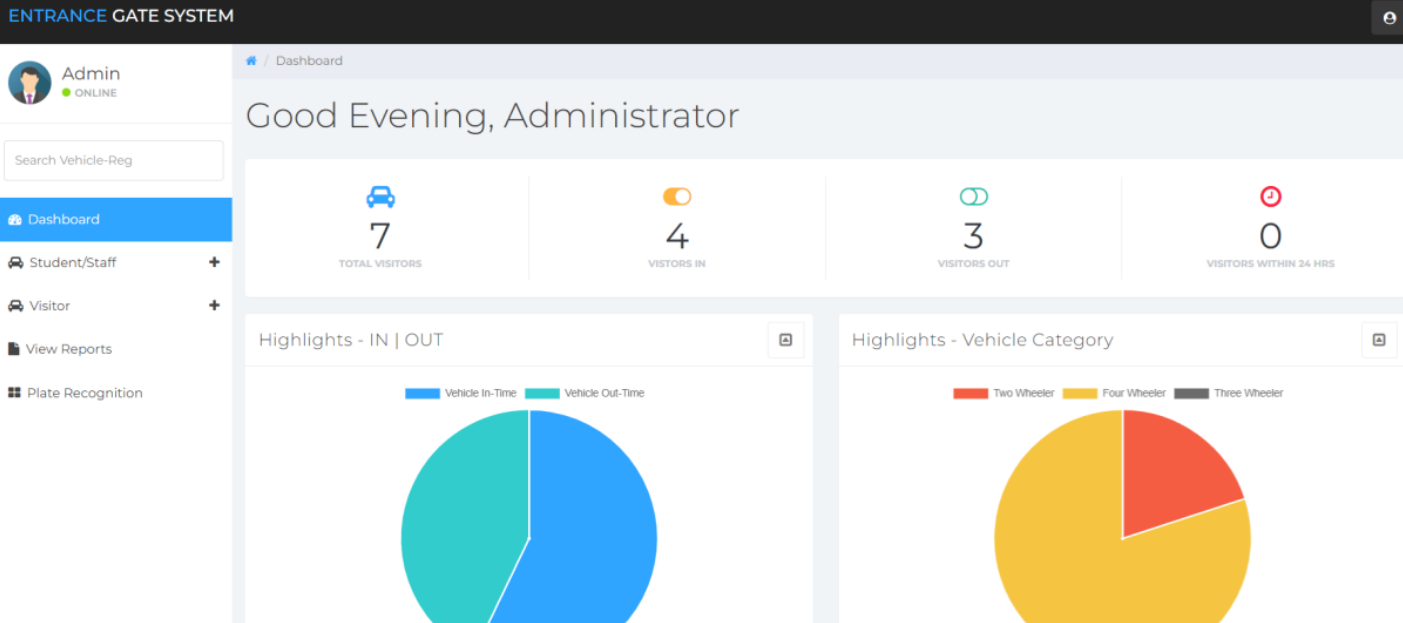 ENTRANCE GATE SYSTEM
Admin
ONLINE
Search Vehicle-Reg
Dashboard
Student/Staff
Visitor
View Reports
Plate Recognition
/ Dashboard
Good Evening, Administrator
7
TOTAL VISITORS
4
VISTORS IN
3
VISITORS OUT
0
VISITORS WITHIN 24 HRS
Highlights - IN | OUT
Vehicle In-Time Vehicle Out-Time
Highlights - Vehicle Category
Two Wheeler Four Wheeler Three Wheeler